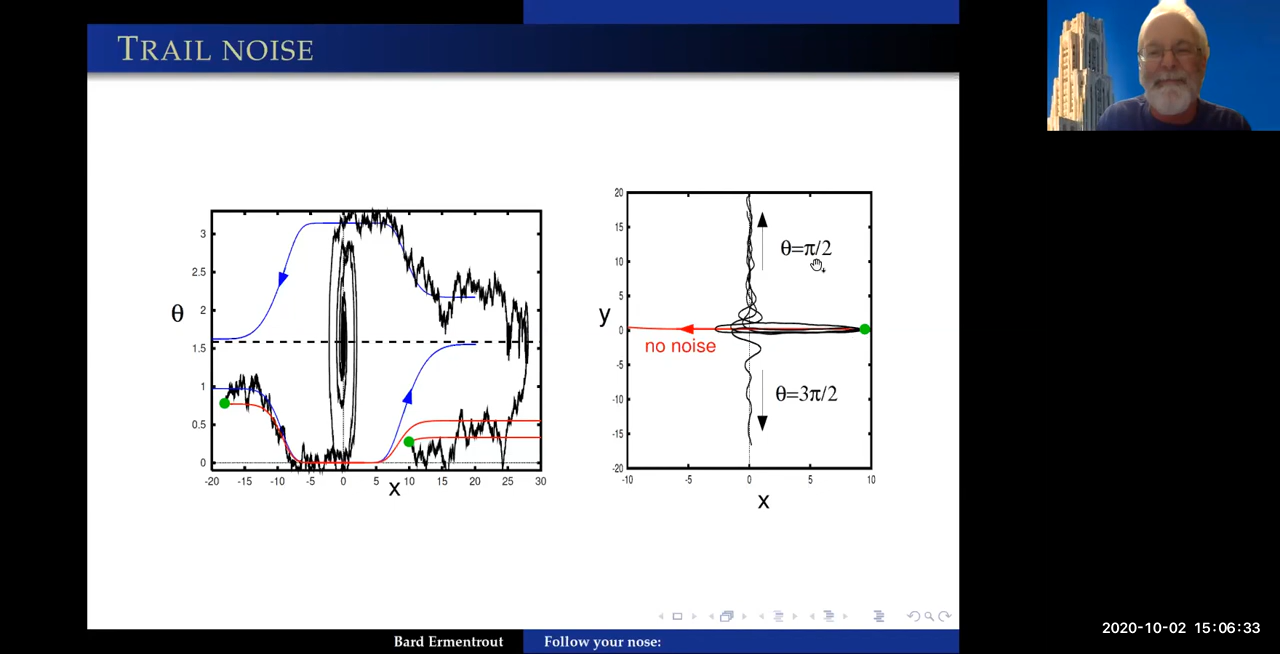 TRAIL NOISE
3
2.5
2
θ
1.5
1
0.5
0
-20 -15 -10 -5 0 5 10 15 20 25 30
x
20
15
θ=π/2
10
5
y
0
no noise
-5
θ=3π/2
-10
-15
-20
-10 -5 0 5 10
x
Bard Ermentrout Follow your nose:
2020-10-02 15:06:33